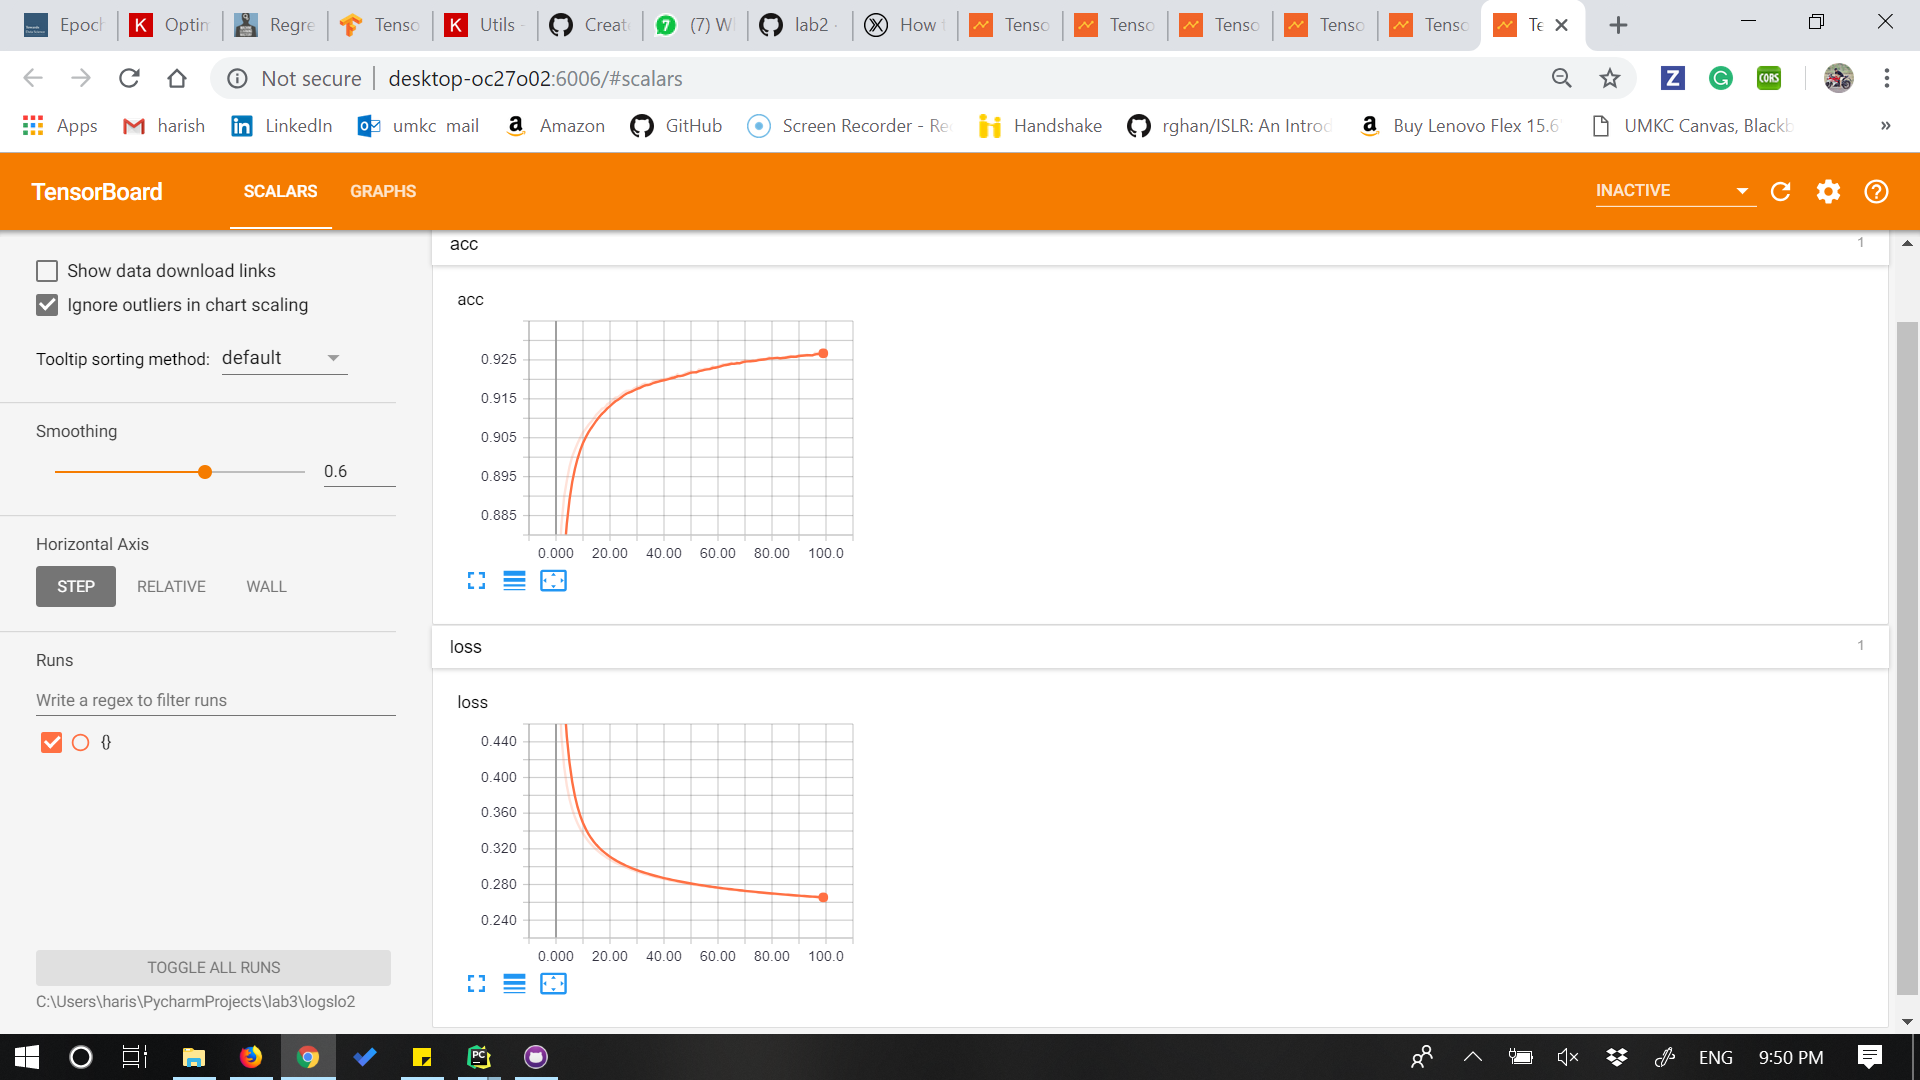 Epoch Optim Regre Tenso Utils - Create (7) W lab2 - How t Tenso Tenso Tenso Tenso Tenso Te
Not secure desktop-oc27o02:6006/#scalars
Apps harish LinkedIn umkc mail Amazon GitHub Screen Recorder - Re Handshake rghan/ISLR: An Introd Buy Lenovo Flex 15.6" UMKC Canvas, Blackb »
TensorBoard SCALARS GRAPHS INACTIVE
Show data download links
Ignore outliers in chart scaling
Tooltip sorting method: default
Smoothing
0.6
Horizontal Axis
STEP RELATIVE WALL
Runs
Write a regex to filter runs
{}
TOGGLE ALL RUNS
C:\Users\haris\PycharmProjects\lab3\logslo2
acc 1
acc
0.925
0.915
0.905
0.895
0.885
0.000 20.00 40.00 60.00 80.00 100.0
loss 1
loss
0.440
0.400
0.360
0.320
0.280
0.240
0.000 20.00 40.00 60.00 80.00 100.0
ENG 9:50 PM